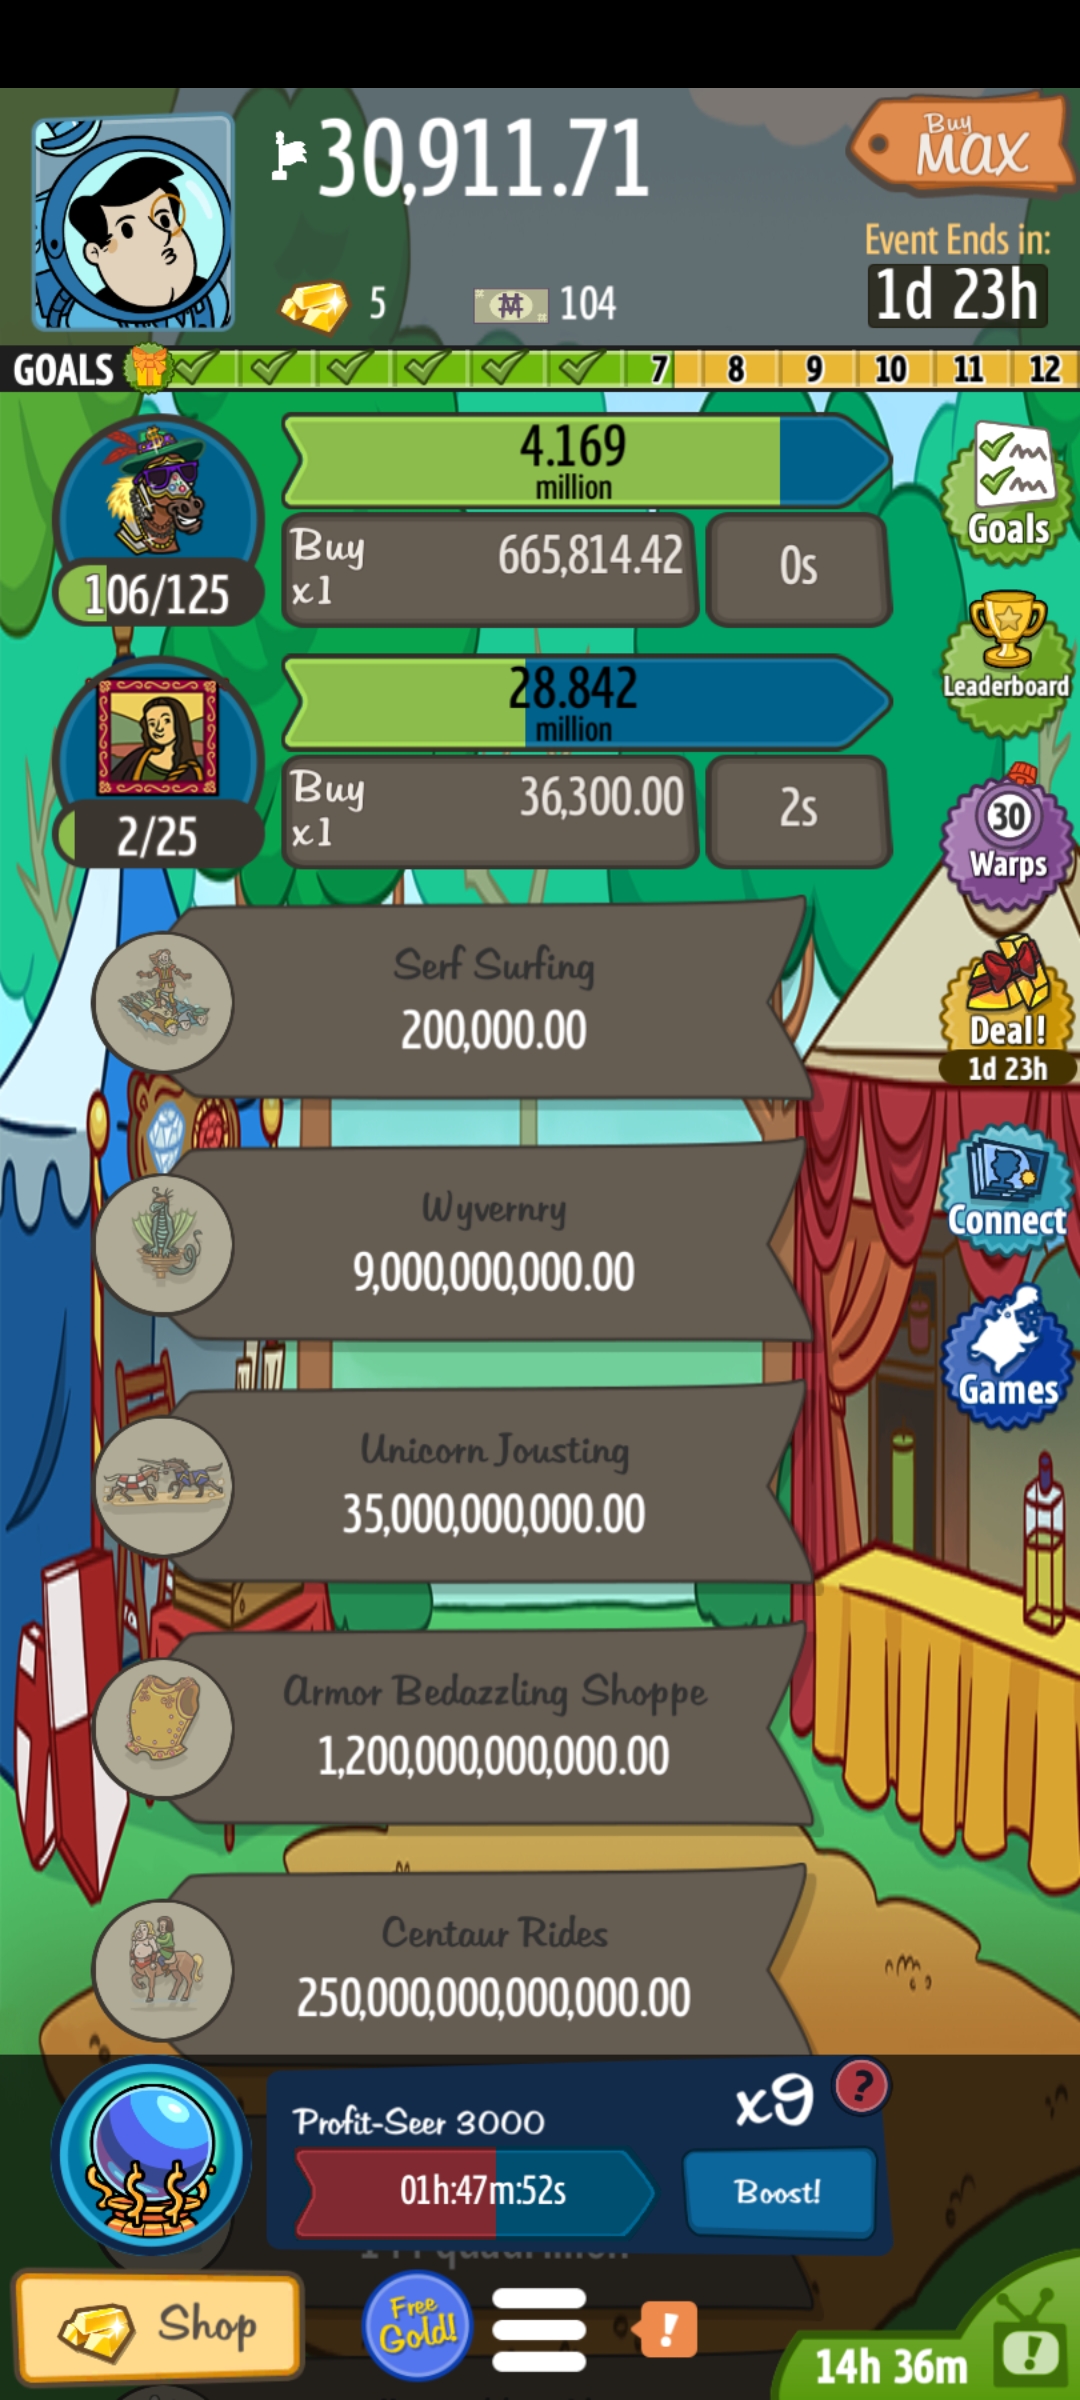 30,911.71
Buy
MAX
5
104
Event Ends in:
1d 23h
GOALS
7 8 9 10 11 12
4.169
million
Buy
x1
665,814.42
0s
106/125
Goals
Leaderboard
28.842
million
Buy
x1
36,300.00
2s
2/25
30
Warps
Serf Surfing
200,000.00
Deal!
1d 23h
Wyvernry
9,000,000,000.00
Connect
Unicorn Jousting
35,000,000,000.00
Games
Armor Bedazzling Shoppe
1,200,000,000,000.00
Centaur Rides
250,000,000,000,000.00
Profit-Seer 3000
x9
?
01h:47m:52s
Boost!
Shop
Free
Gold!
!
14h 36m
!